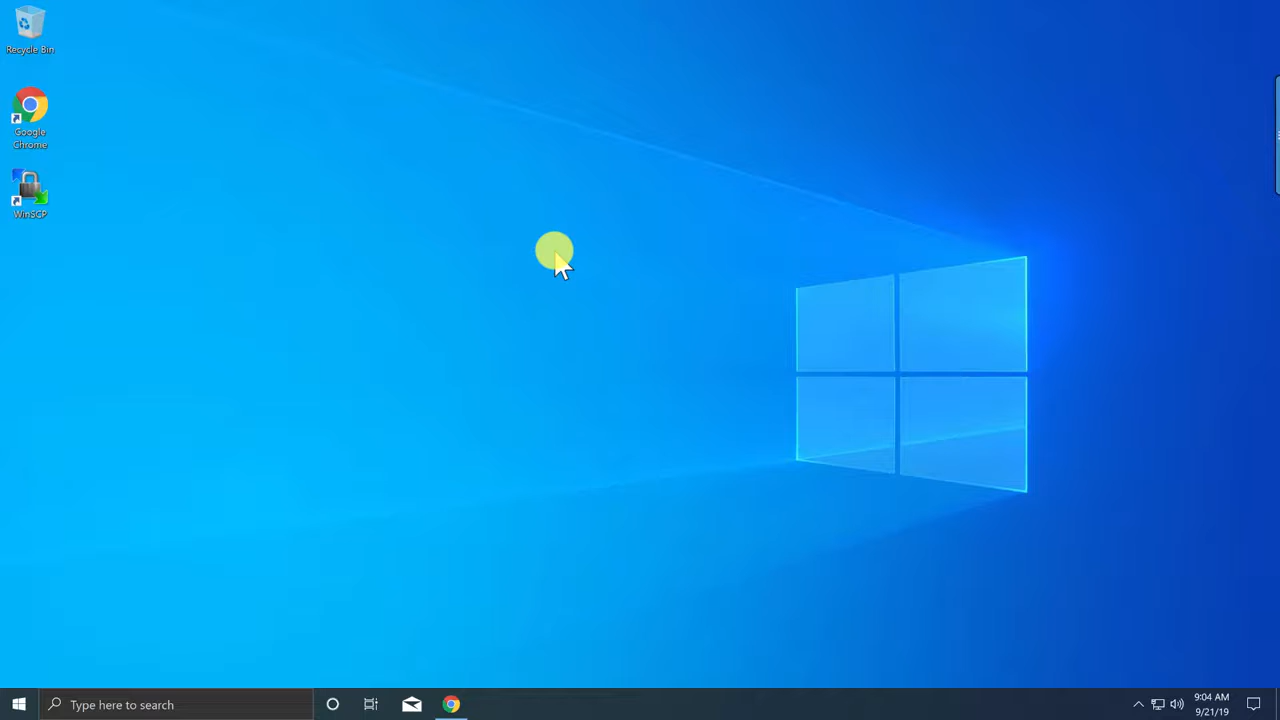 Recycle Bin
Google
Chrome
WinSCP
Type here to search
9:04 AM
9/21/19